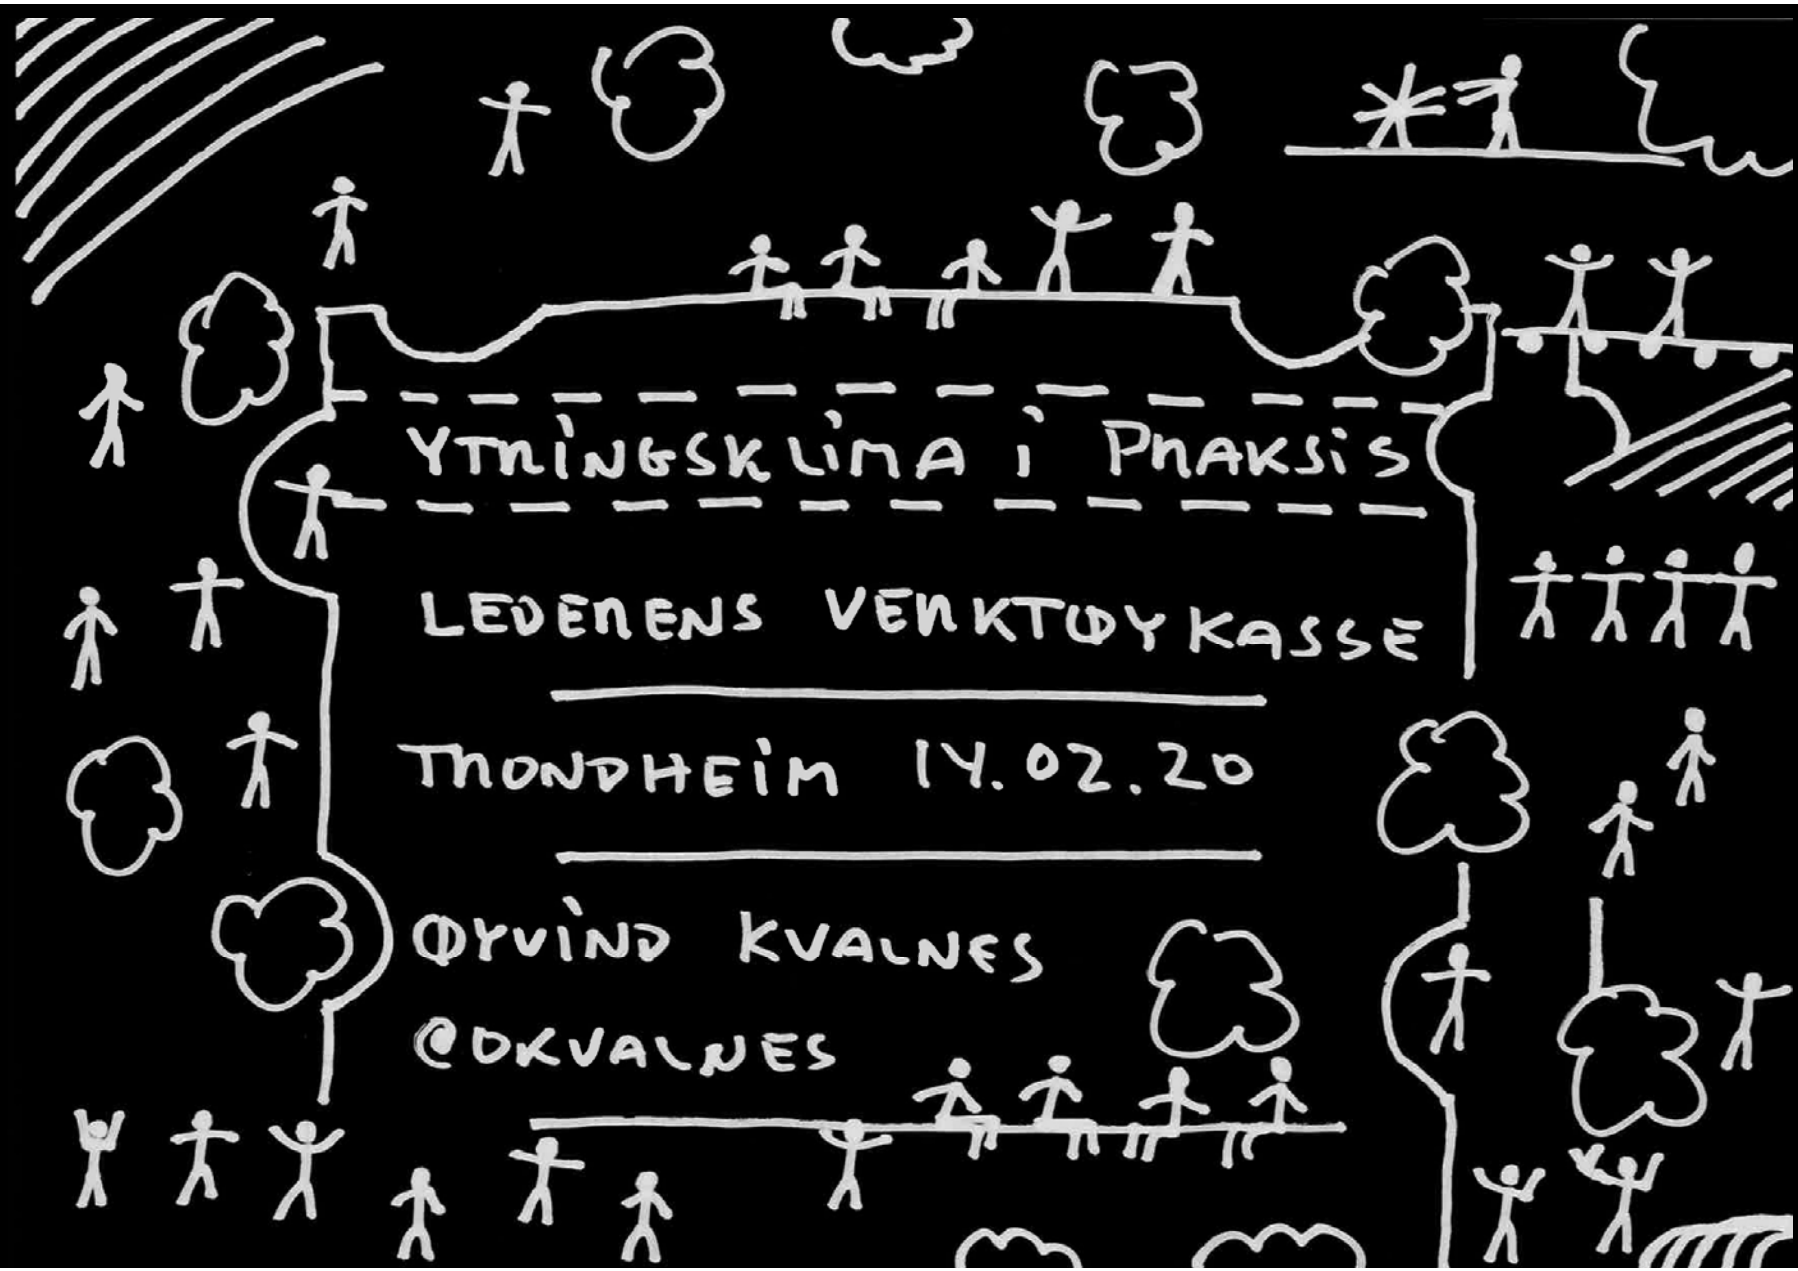 YTRiNGSKLiMA i PRAKSiS
LEDERENS VERKTØYKASSE
TRONDHEiM 14.02.20
ØYViND KVALNES
@OKVALNES